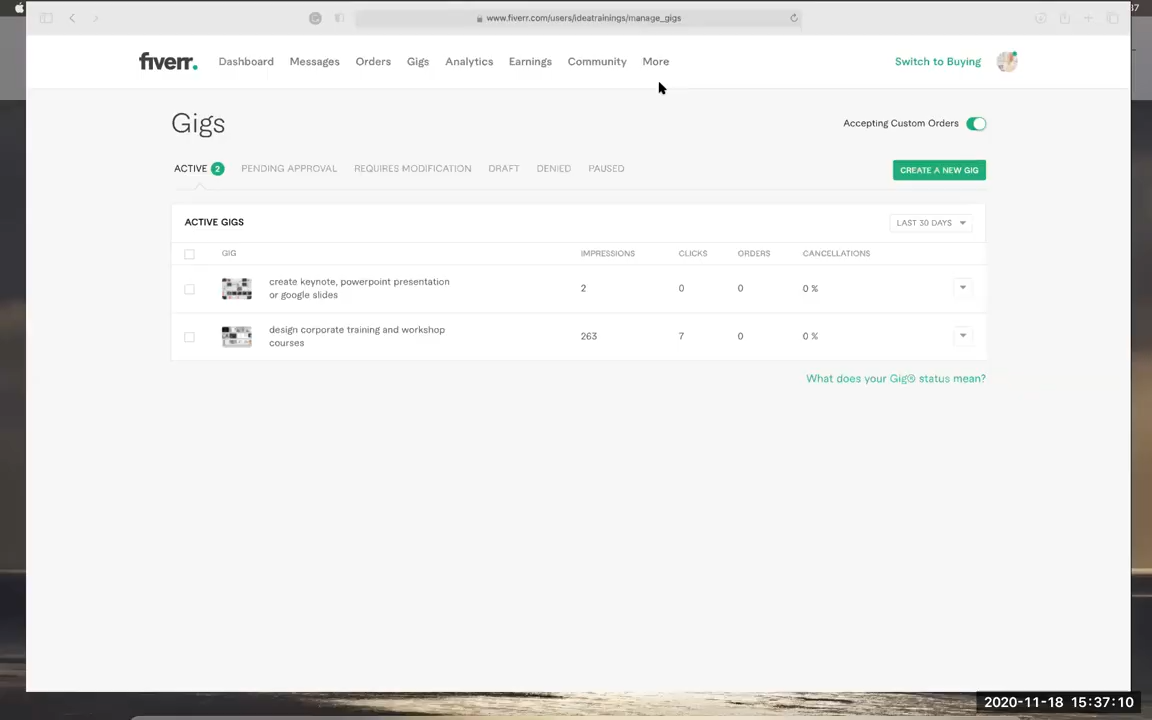 17
www.fiverr.com/users/ideatrainings/manage_gigs
fiverr. Dashboard Messages Orders Gigs Analytics Earnings Community More Switch to Buying
Gigs
Accepting Custom Orders
ACTIVE 2 PENDING APPROVAL REQUIRES MODIFICATION DRAFT DENIED PAUSED CREATE A NEW GIG
ACTIVE GIGS LAST 30 DAYS
GIG IMPRESSIONS CLICKS ORDERS CANCELLATIONS
create keynote, powerpoint presentation
or google slides
2 0 0 0 %
design corporate training and workshop
courses
263 7 0 0 %
What does your Gig® status mean?
2020-11-18 15:37:10